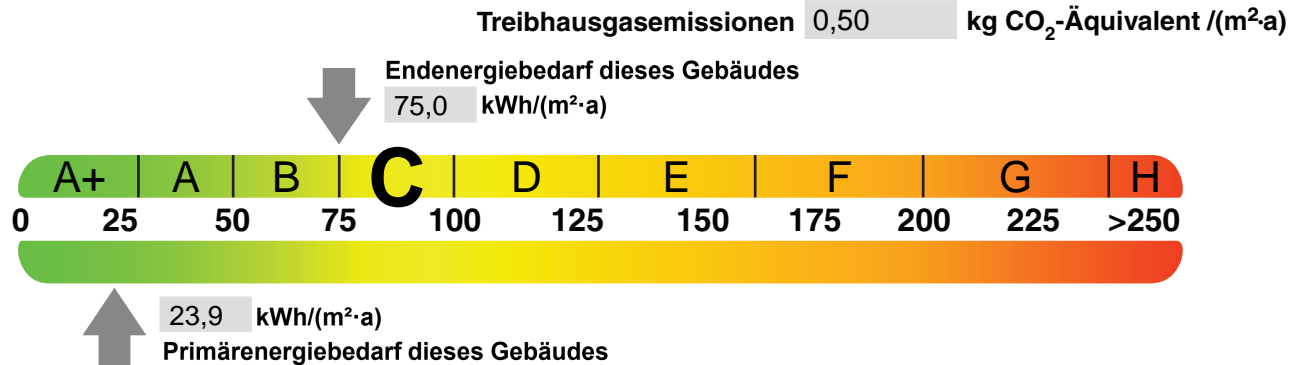 Treibhausgasemissionen 0,50 kg CO₂-Äquivalent /(m²·a)
Endenergiebedarf dieses Gebäudes
75,0 kWh/(m²·a)
A+ A B C D E F G H
0 25 50 75 100 125 150 175 200 225 >250
23,9 kWh/(m²·a)
Primärenergiebedarf dieses Gebäudes